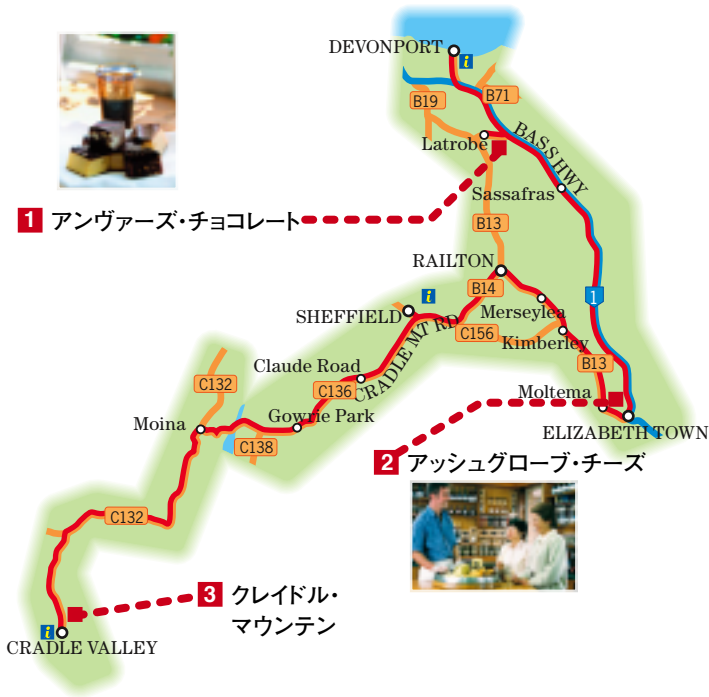 DEVONPORT
i
B19
B71
Latrobe
BASS HWY
Sassafras
1 アンヴァーズ・チョコレート
B13
RAILTON
B14
1
i
SHEFFIELD
Merseylea
C156
Kimberley
CRADLE MT RD
Claude Road
B13
C132
C136
Moltema
Gowrie Park
Moina
C138
ELIZABETH TOWN
2 アッシュグローブ・チーズ
C132
3 クレイドル・
マウンテン
i
CRADLE VALLEY